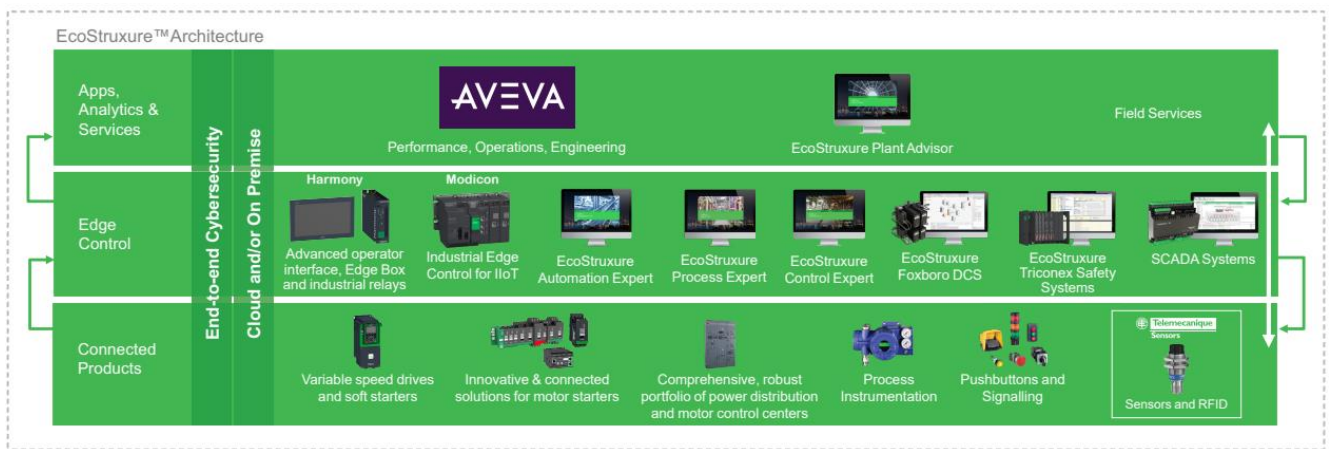 EcoStruxure™Architecture
Apps,
Analytics &
Services
End-to-end Cybersecurity
Cloud and/or On Premise
AVEVA
Performance, Operations, Engineering
EcoStruxure Plant Advisor
Field Services
Edge
Control
Harmony
Advanced operator
interface, Edge Box
and industrial relays
Modicon
Industrial Edge
Control for IIoT
EcoStruxure
Automation Expert
EcoStruxure
Process Expert
EcoStruxure
Control Expert
EcoStruxure
Foxboro DCS
EcoStruxure
Triconex Safety
Systems
SCADA Systems
Connected
Products
Variable speed drives
and soft starters
Innovative & connected
solutions for motor starters
Comprehensive, robust
portfolio of power distribution
and motor control centers
Process
Instrumentation
Pushbuttons and
Signalling
Telemecanique
Sensors
Sensors and RFID